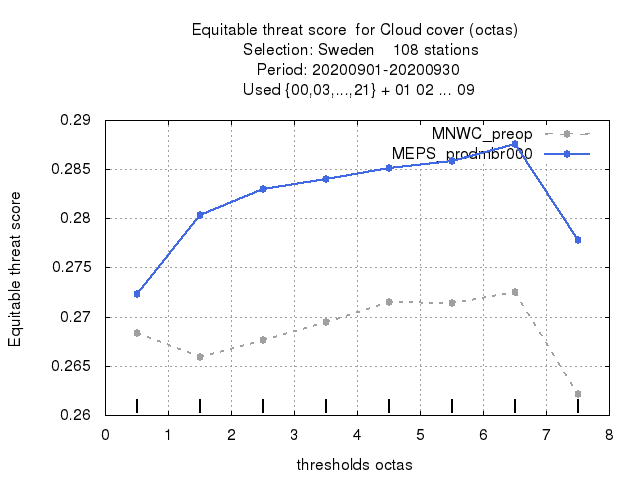 Equitable threat score  for Cloud cover (octas)
Selection: Sweden    108 stations
Period: 20200901-20200930
Used {00,03,...,21} + 01 02 ... 09
MNWC_preop
MEPS_prodmbr000
0.29
0.285
0.28
0.275
0.27
0.265
0.26
Equitable threat score
0 1 2 3 4 5 6 7 8
thresholds octas